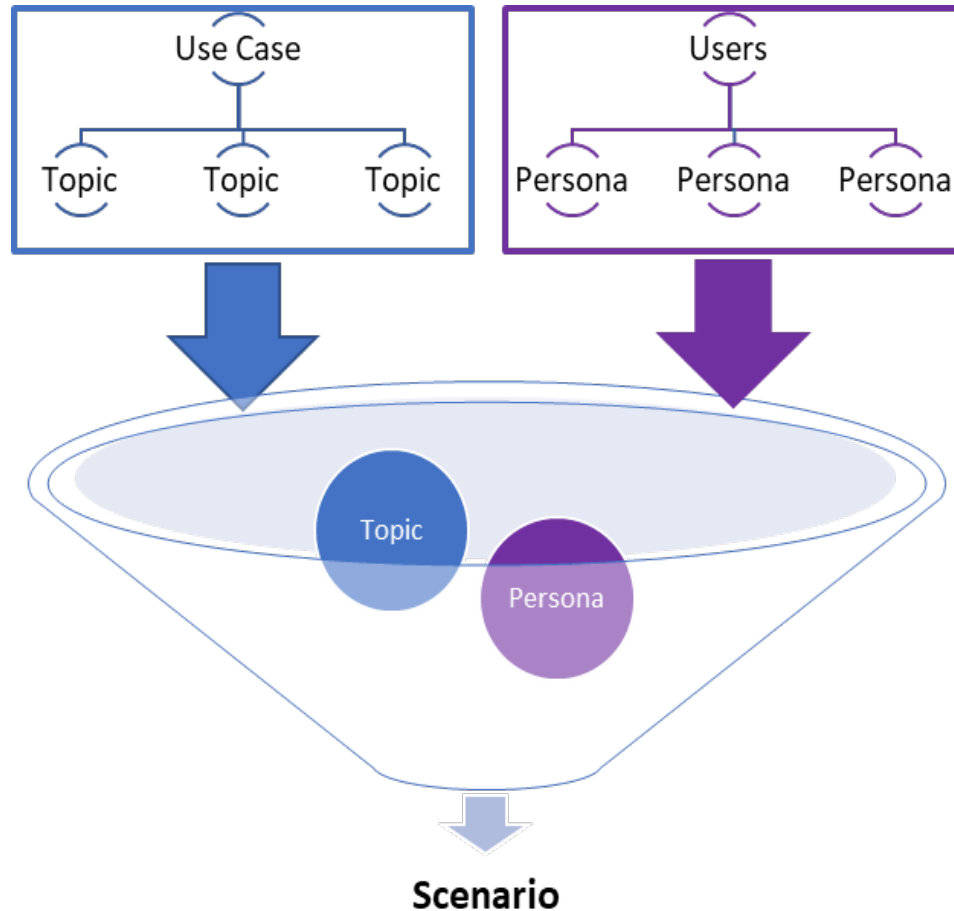 Use Case
Topic
Topic
Topic
Users
Persona
Persona
Persona
Topic
Persona
Scenario